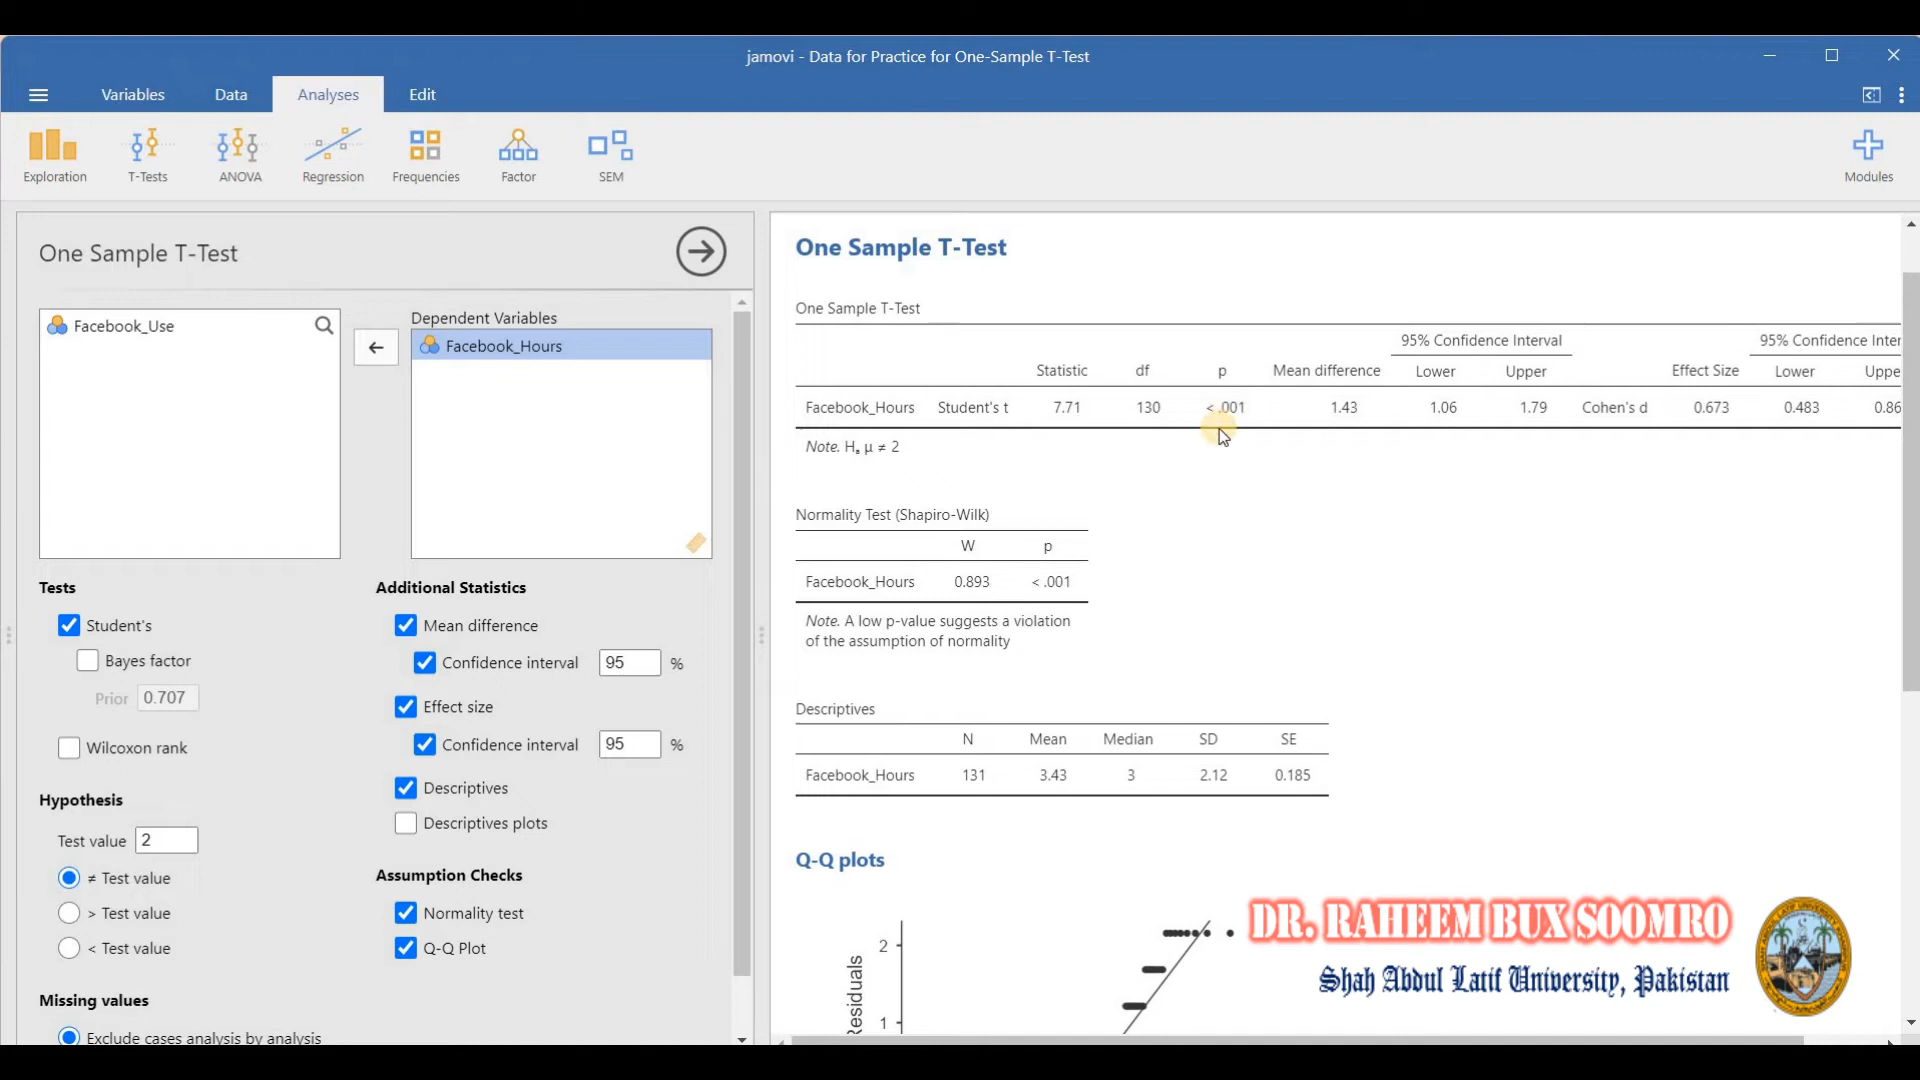 jamovi - Data for Practice for One-Sample T-Test
Variables Data Analyses Edit
Exploration T-Tests ANOVA Regression Frequencies Factor SEM Modules
One Sample T-Test
Facebook_Use
Dependent Variables
Facebook_Hours
Tests
Student's
Bayes factor
Prior 0.707
Wilcoxon rank
Hypothesis
Test value 2
≠ Test value
> Test value
< Test value
Missing values
Exclude cases analysis by analysis
Additional Statistics
Mean difference
Confidence interval 95 %
Effect size
Confidence interval 95 %
Descriptives
Descriptives plots
Assumption Checks
Normality test
Q-Q Plot
One Sample T-Test
One Sample T-Test
95% Confidence Interval 95% Confidence Inter
Statistic df p Mean difference Lower Upper Effect Size Lower Uppe
Facebook_Hours Student's t 7.71 130 < .001 1.43 1.06 1.79 Cohen's d 0.673 0.483 0.86
Note. Hₐ μ ≠ 2
Normality Test (Shapiro-Wilk)
W p
Facebook_Hours 0.893 < .001
Note. A low p-value suggests a violation
of the assumption of normality
Descriptives
N Mean Median SD SE
Facebook_Hours 131 3.43 3 2.12 0.185
Q-Q plots
2
1
Residuals
DR. RAHEEM BUX SOOMRO
Shah Abdul Latif University, Pakistan